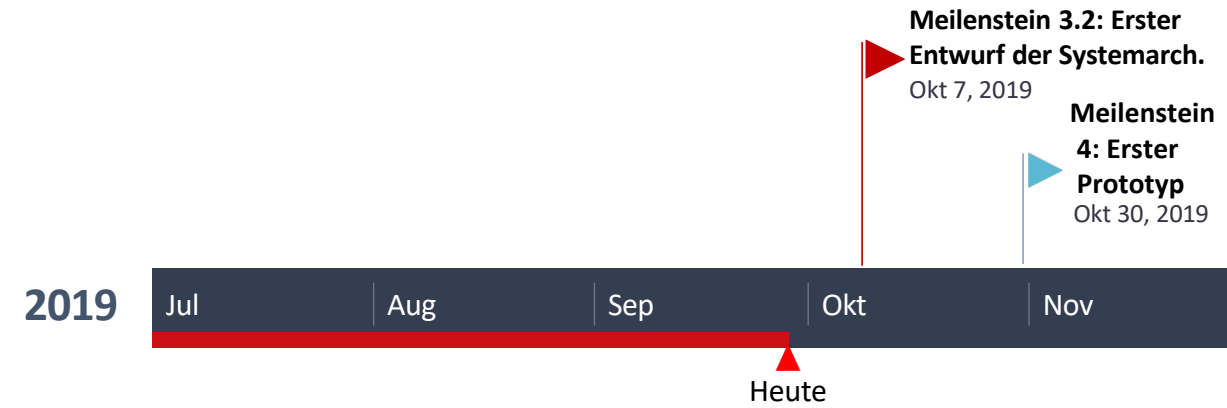 Meilenstein 3.2: Erster
Entwurf der Systemarch.
Okt 7, 2019
Meilenstein
4: Erster
Prototyp
Okt 30, 2019
2019
Jul
Aug
Sep
Okt
Nov
Heute